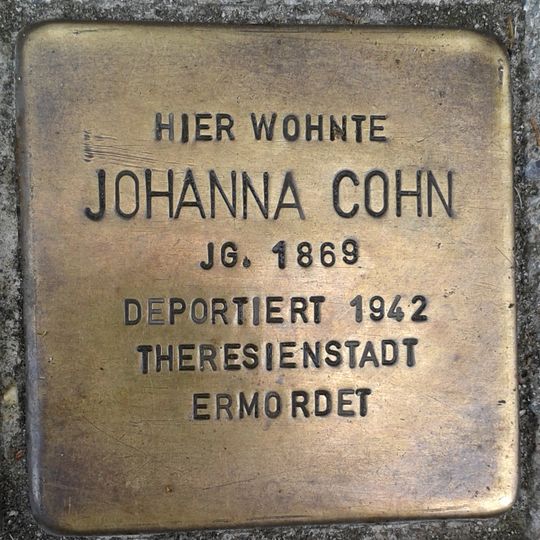 HIER WOHNTE
JOHANNA COHN
JG. 1869
DEPORTIERT 1942
THERESIENSTADT
ERMORDET